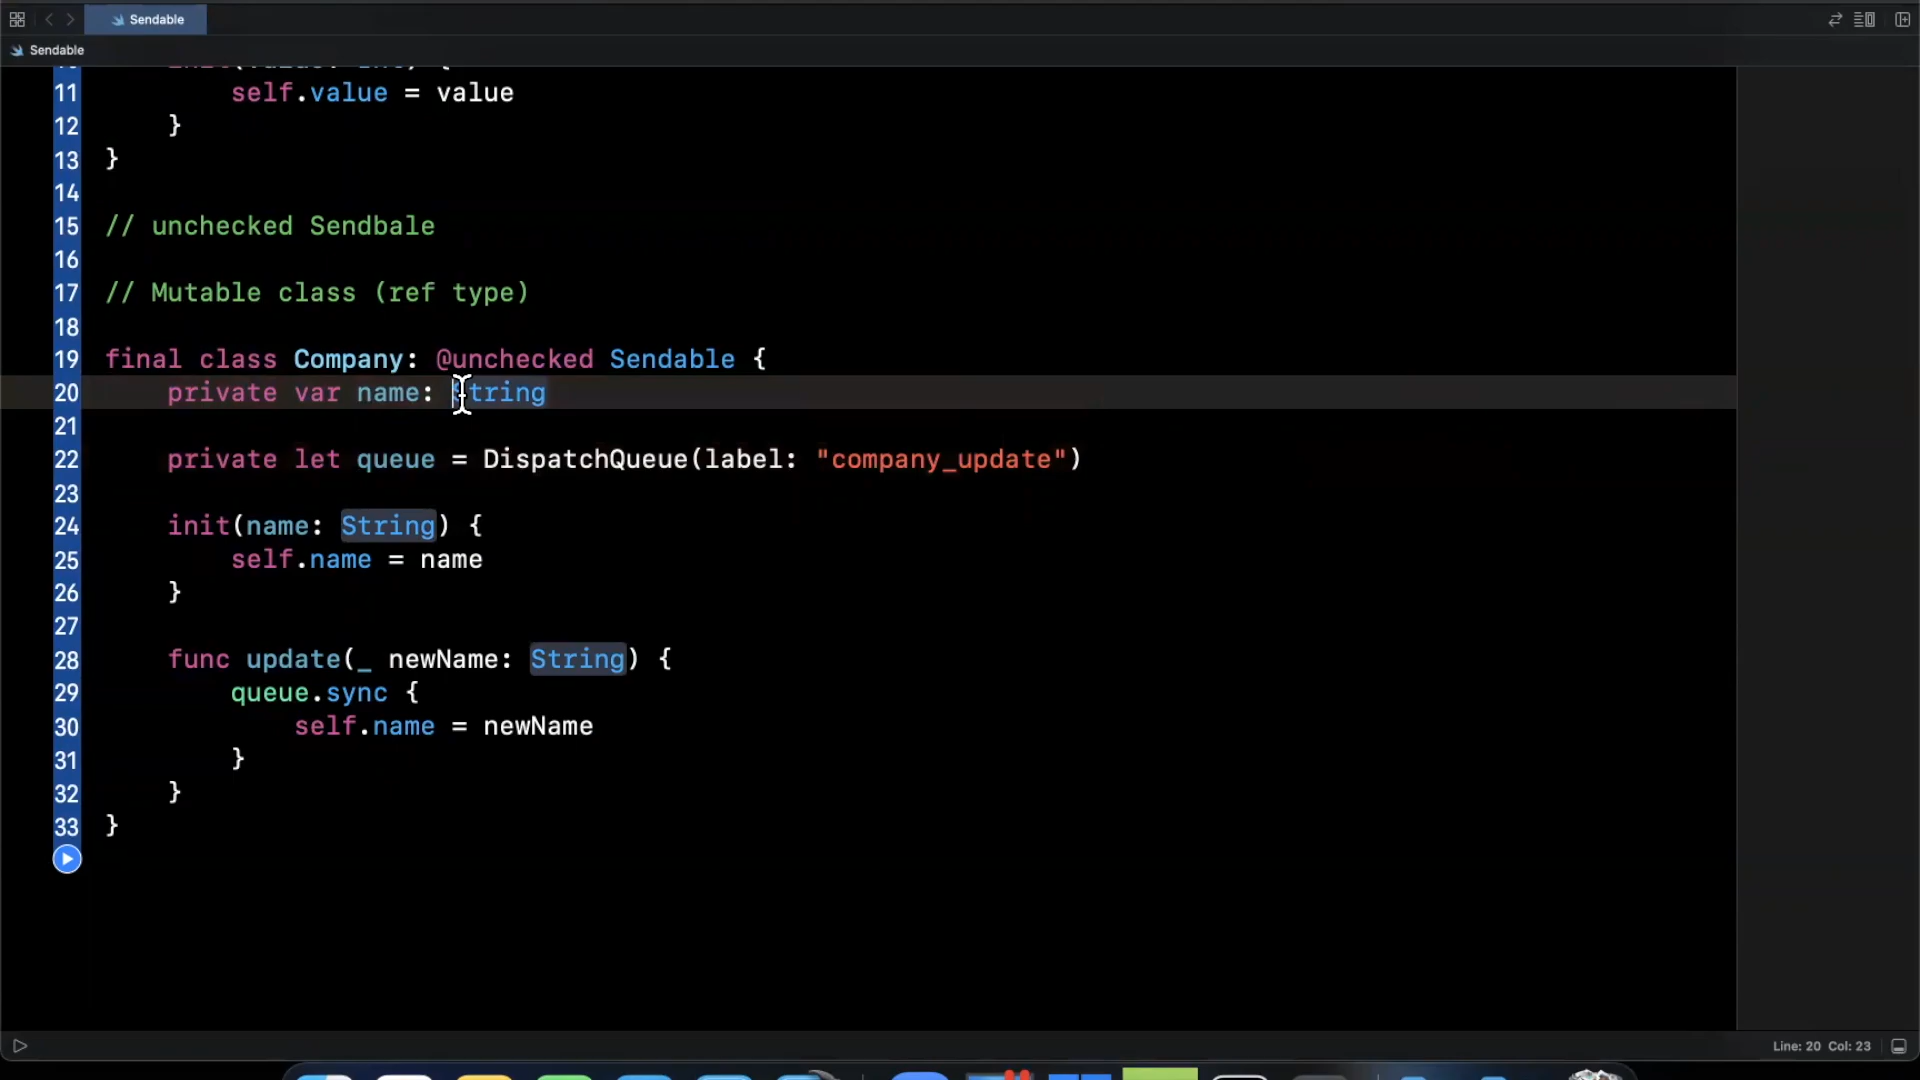 Sendable
Sendable
11 self.value = value
12 }
13 }
14
15 // unchecked Sendbale
16
17 // Mutable class (ref type)
18
19 final class Company: @unchecked Sendable {
20 private var name: String
21
22 private let queue = DispatchQueue(label: "company_update")
23
24 init(name: String) {
25 self.name = name
26 }
27
28 func update(_ newName: String) {
29 queue.sync {
30 self.name = newName
31 }
32 }
33 }
Line: 20 Col: 23